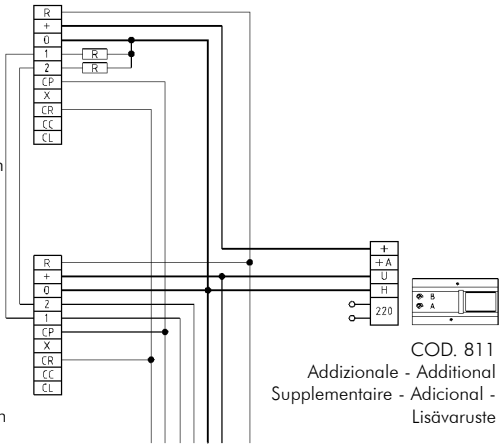 R
+
0
1
2
CP
X
CR
CC
CL
R
R
n
R
+
0
2
1
CP
X
CR
CC
CL
n
+
+A
U
H
220
B
A
COD. 811
Addizionale - Additional
Supplementaire - Adicional -
Lisävaruste